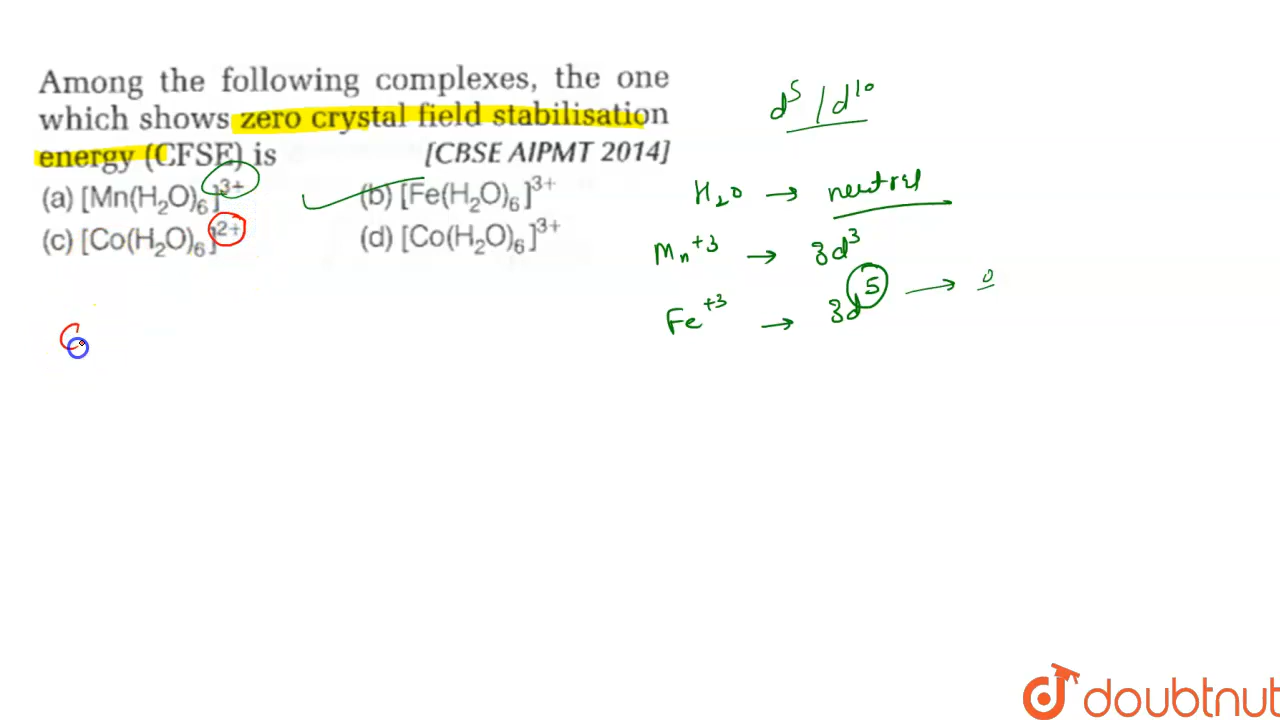 Among the following complexes, the one
which shows zero crystal field stabilisation
energy (CFSE) is [CBSE AIPMT 2014]
(a) [Mn(H₂O)₆]³⁺ (b) [Fe(H₂O)₆]³⁺
(c) [Co(H₂O)₆]²⁺ (d) [Co(H₂O)₆]³⁺
d⁵ / d¹⁰
H₂O → neutral
Mn⁺³ → 3d³
Fe⁺³ → 3d⁵ → 0
C
doubtnut